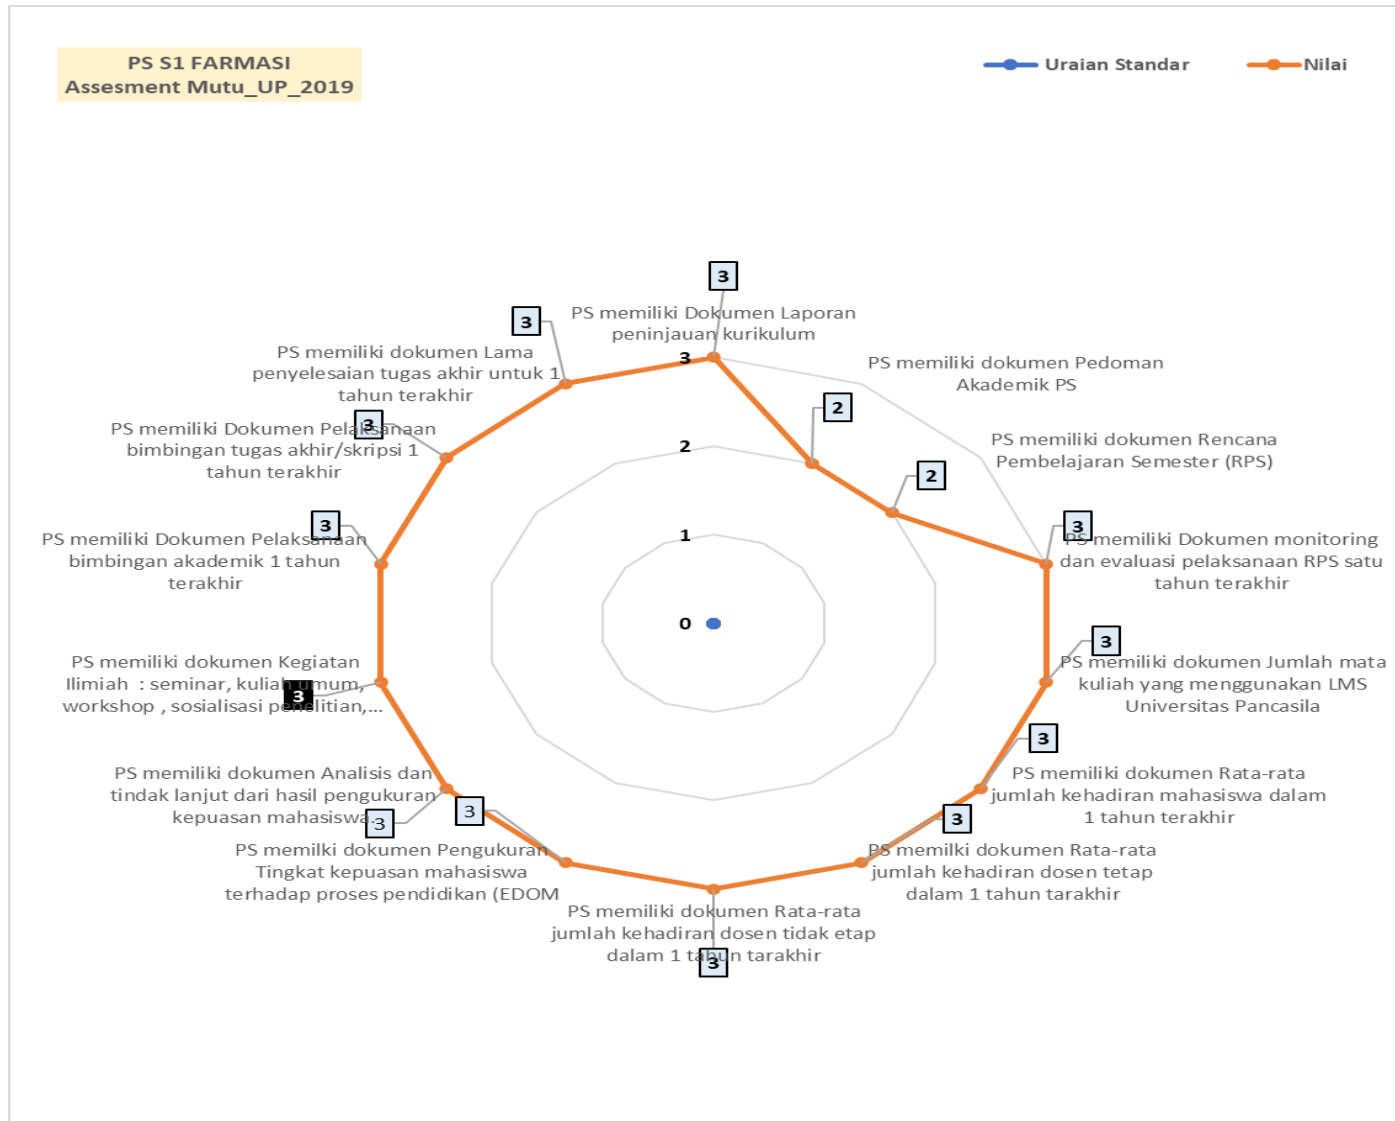 PS S1 FARMASI
Assesment Mutu_UP_2019
Uraian Standar
Nilai
3
PS memiliki Dokumen Laporan
peninjauan kurikulum
3
2
1
0
PS memiliki dokumen Pedoman
Akademik PS
2
PS memiliki dokumen Rencana
Pembelajaran Semester (RPS)
2
3
PS memiliki Dokumen monitoring
dan evaluasi pelaksanaan RPS satu
tahun terakhir
3
PS memiliki dokumen Jumlah mata
kuliah yang menggunakan LMS
Universitas Pancasila
3
PS memiliki dokumen Rata-rata
jumlah kehadiran mahasiswa dalam
1 tahun terakhir
3
PS memilki dokumen Rata-rata
jumlah kehadiran dosen tetap
dalam 1 tahun tarakhir
PS memiliki dokumen Rata-rata
jumlah kehadiran dosen tidak etap
dalam 1 tahun tarakhir
3
3
PS memilki dokumen Pengukuran
Tingkat kepuasan mahasiswa
terhadap proses pendidikan (EDOM
PS memiliki dokumen Analisis dan
tindak lanjut dari hasil pengukuran
kepuasan mahasiswa.
3
PS memiliki dokumen Kegiatan
Ilimiah : seminar, kuliah umum,
workshop , sosialisasi penelitian,...
3
3
PS memiliki Dokumen Pelaksanaan
bimbingan akademik 1 tahun
terakhir
3
PS memiliki Dokumen Pelaksanaan
bimbingan tugas akhir/skripsi 1
tahun terakhir
3
PS memiliki dokumen Lama
penyelesaian tugas akhir untuk 1
tahun terakhir